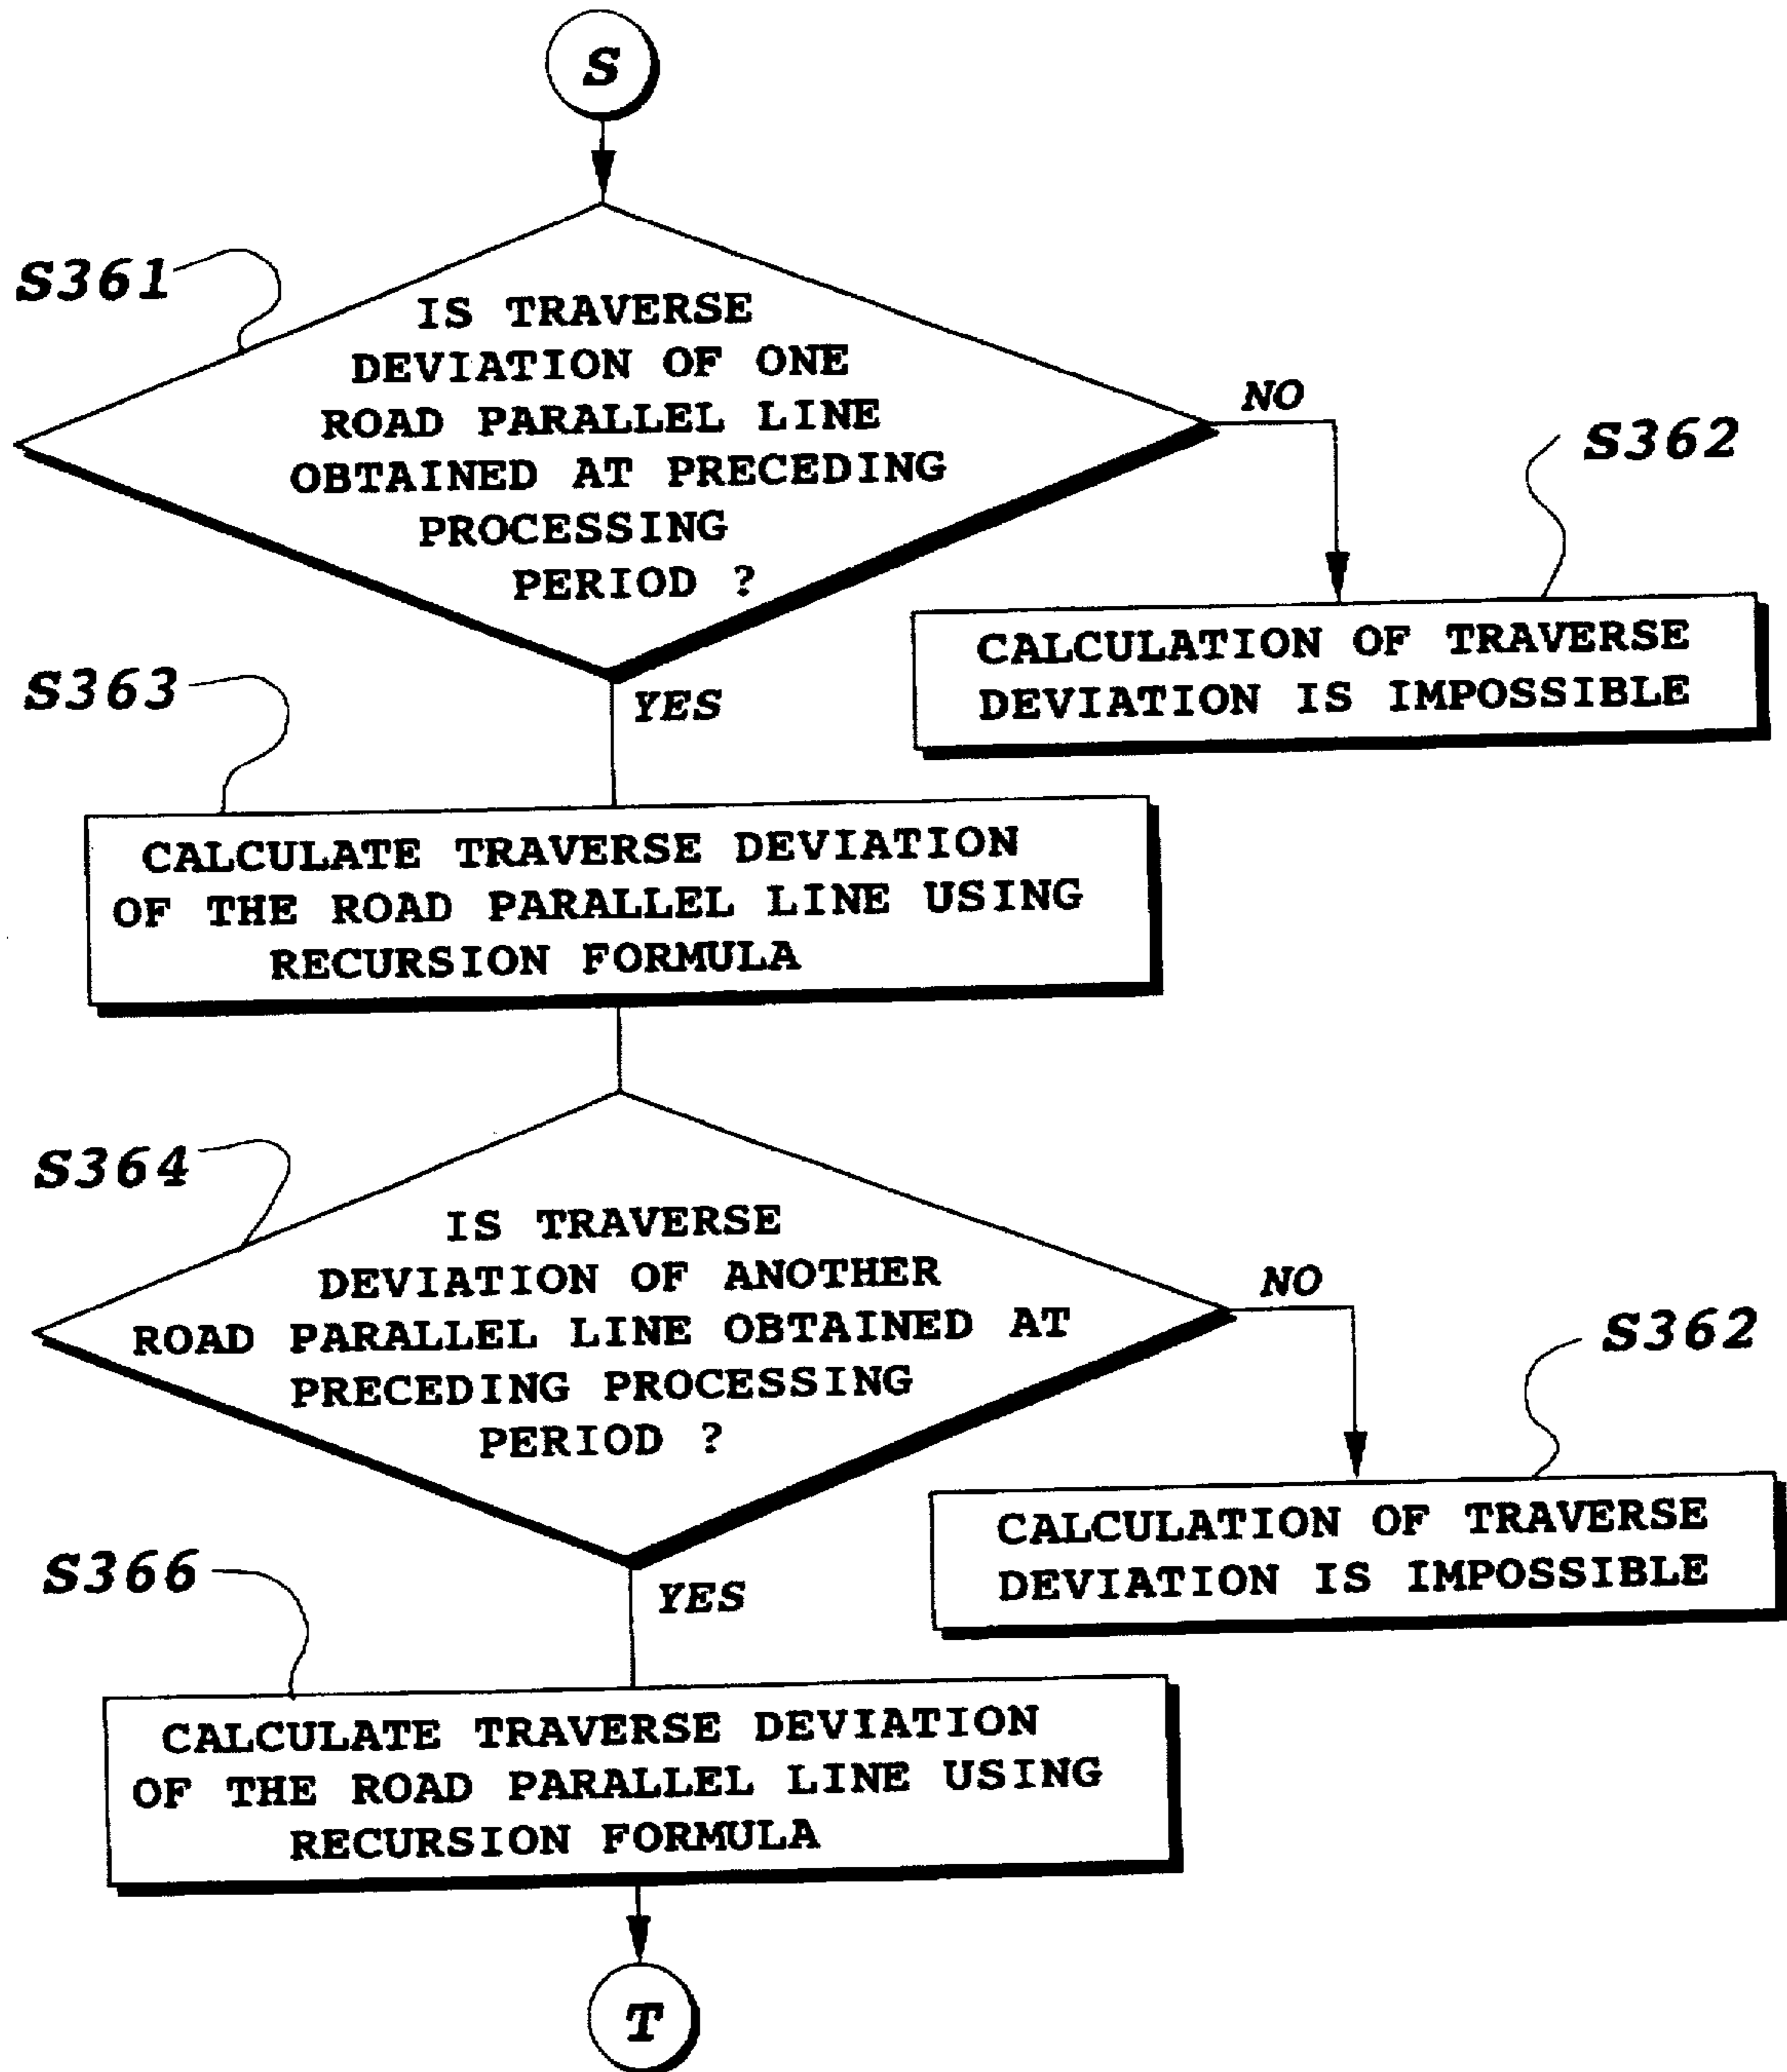 S
S361
IS TRAVERSE
DEVIATION OF ONE
ROAD PARALLEL LINE
OBTAINED AT PRECEDING
PROCESSING
PERIOD ?
NO
S362
CALCULATION OF TRAVERSE
DEVIATION IS IMPOSSIBLE
YES
S363
CALCULATE TRAVERSE DEVIATION
OF THE ROAD PARALLEL LINE USING
RECURSION FORMULA
S364
IS TRAVERSE
DEVIATION OF ANOTHER
ROAD PARALLEL LINE OBTAINED AT
PRECEDING PROCESSING
PERIOD ?
NO
S362
CALCULATION OF TRAVERSE
DEVIATION IS IMPOSSIBLE
YES
S366
CALCULATE TRAVERSE DEVIATION
OF THE ROAD PARALLEL LINE USING
RECURSION FORMULA
T